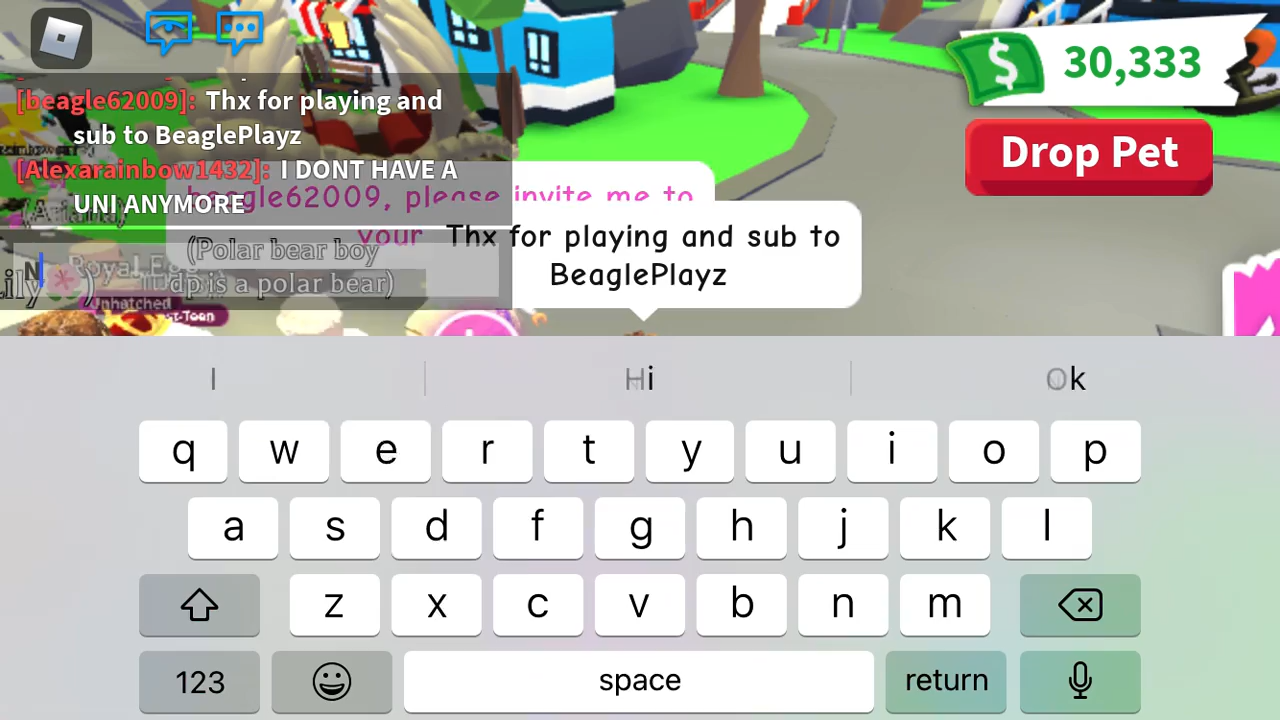 30,333
Drop Pet
[beagle62009]: Thx for playing and
sub to BeaglePlayz
[Alexarainbow1432]: I DONT HAVE A
UNI ANYMORE
beagle62009, please invite me to
your
Thx for playing and sub to
BeaglePlayz
(Ariana)
(Polar bear boy
dp is a polar bear)
N
Royal Egg
Unhatched
I Hi Ok
q w e r t y u i o p
a s d f g h j k l
z x c v b n m
123 space return